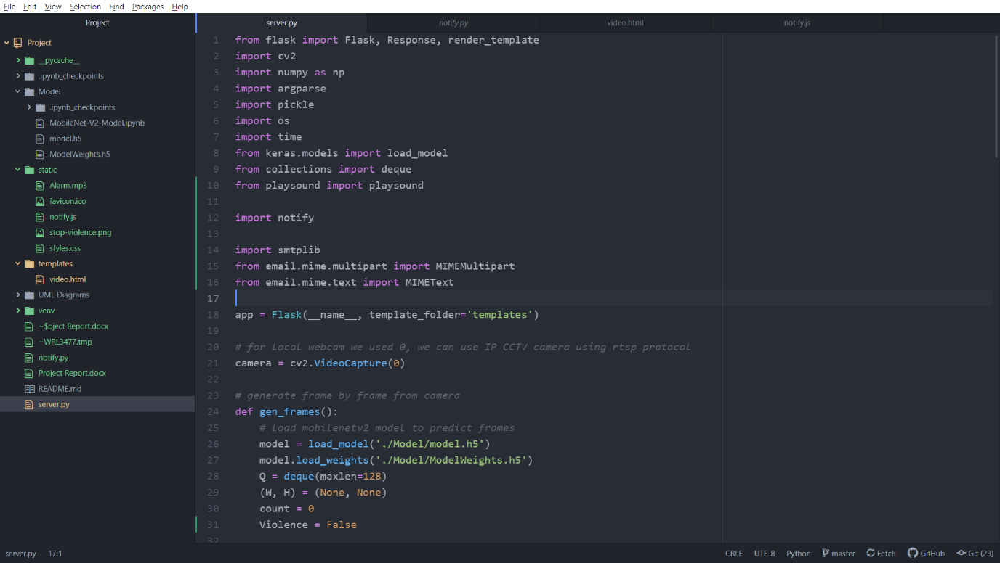 File Edit View Selection Find Packages Help
Project
server.py notify.py video.html notify.js
Project
__pycache__
.ipynb_checkpoints
Model
.ipynb_checkpoints
MobileNet-V2-Model.ipynb
model.h5
ModelWeights.h5
static
Alarm.mp3
favicon.ico
notify.js
stop-violence.png
styles.css
templates
video.html
UML Diagrams
venv
~$oject Report.docx
~WRL3477.tmp
notify.py
Project Report.docx
README.md
server.py
1 from flask import Flask, Response, render_template
2 import cv2
3 import numpy as np
4 import argparse
5 import pickle
6 import os
7 import time
8 from keras.models import load_model
9 from collections import deque
10 from playsound import playsound
11
12 import notify
13
14 import smtplib
15 from email.mime.multipart import MIMEMultipart
16 from email.mime.text import MIMEText
17
18 app = Flask(__name__, template_folder='templates')
19
20 # for local webcam we used 0, we can use IP CCTV camera using rtsp protocol
21 camera = cv2.VideoCapture(0)
22
23 # generate frame by frame from camera
24 def gen_frames():
25     # load mobilenetv2 model to predict frames
26     model = load_model('./Model/model.h5')
27     model.load_weights('./Model/ModelWeights.h5')
28     Q = deque(maxlen=128)
29     (W, H) = (None, None)
30     count = 0
31     Violence = False
32
server.py 17:1 CRLF UTF-8 Python master Fetch GitHub Git (23)